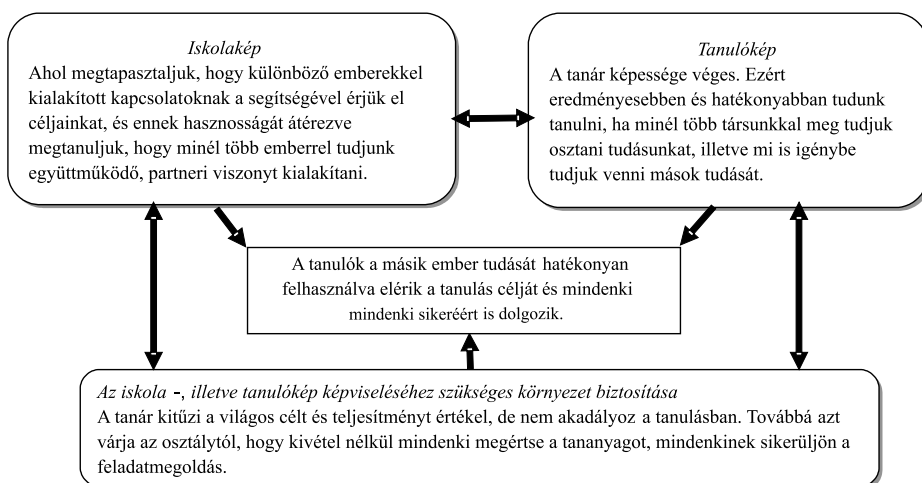 Iskolakép
Ahol megtapasztaljuk, hogy különböző emberekkel
kialakított kapcsolatoknak a segítségével érjük el
céljainkat, és ennek hasznosságát átérezve
megtanuljuk, hogy minél több emberrel tudjunk
együttműködő, partneri viszonyt kialakítani.
Tanulókép
A tanár képessége véges. Ezért
eredményesebben és hatékonyabban tudunk
tanulni, ha minél több társunkkal meg tudjuk
osztani tudásunkat, illetve mi is igénybe
tudjuk venni mások tudását.
A tanulók a másik ember tudását hatékonyan
felhasználva elérik a tanulás célját és mindenki
mindenki sikeréért is dolgozik.
Az iskola -, illetve tanulókép képviseléséhez szükséges környezet biztosítása
A tanár kitűzi a világos célt és teljesítményt értékel, de nem akadályoz a tanulásban. Továbbá azt
várja az osztálytól, hogy kivétel nélkül mindenki megértse a tananyagot, mindenkinek sikerüljön a
feladatmegoldás.